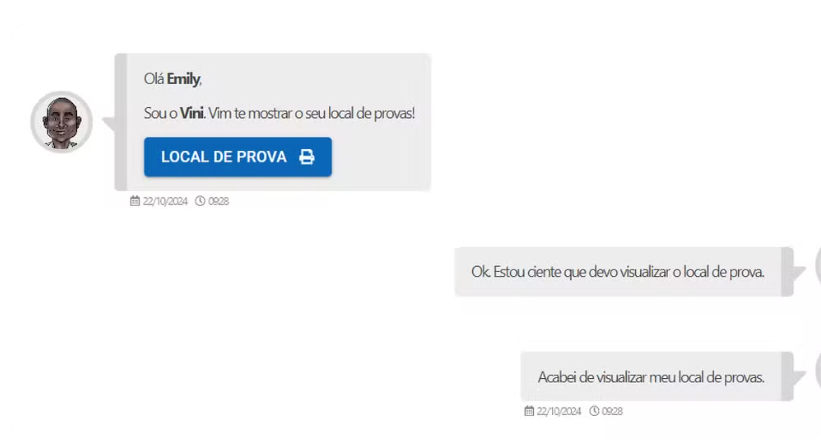 Olá Emily,
Sou o Vini. Vim te mostrar o seu local de provas!
LOCAL DE PROVA
22/10/2024 09:28
Ok. Estou ciente que devo visualizar o local de prova.
Acabei de visualizar meu local de provas.
22/10/2024 09:28